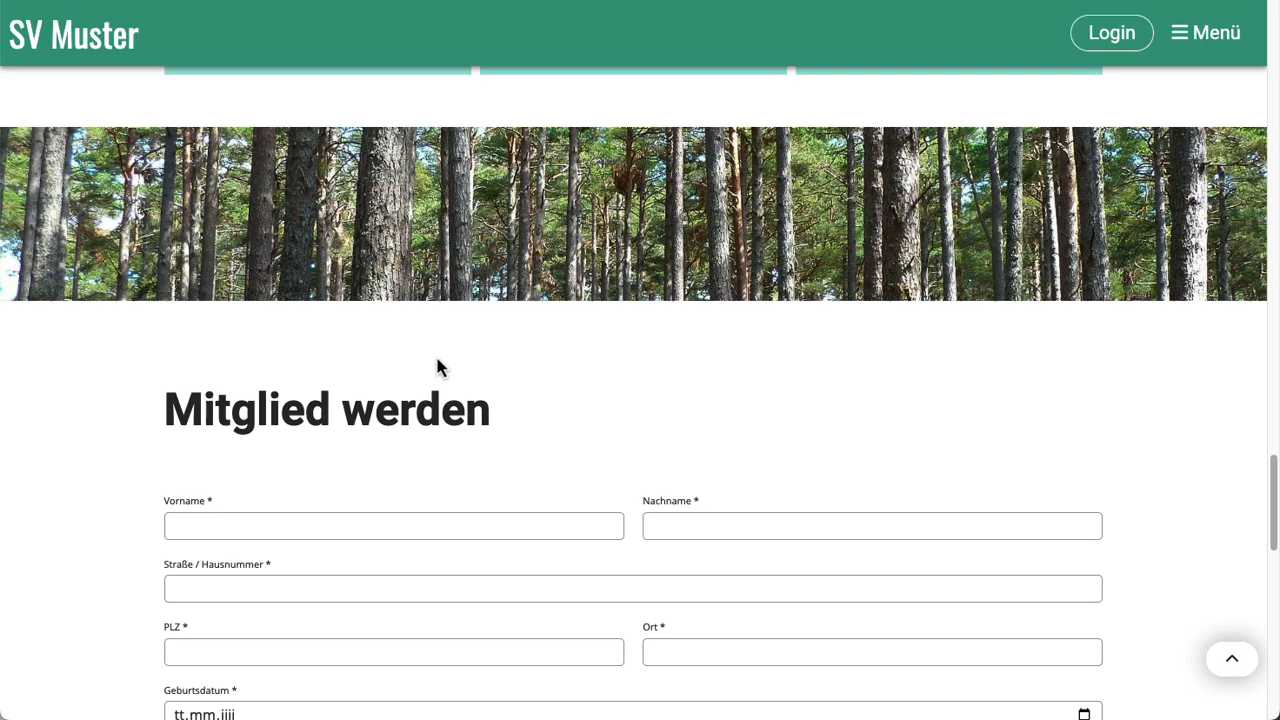 SV Muster
Login
Menü
Mitglied werden
Vorname *
Nachname *
Straße / Hausnummer *
PLZ *
Ort *
Geburtsdatum *
tt.mm.jjjj